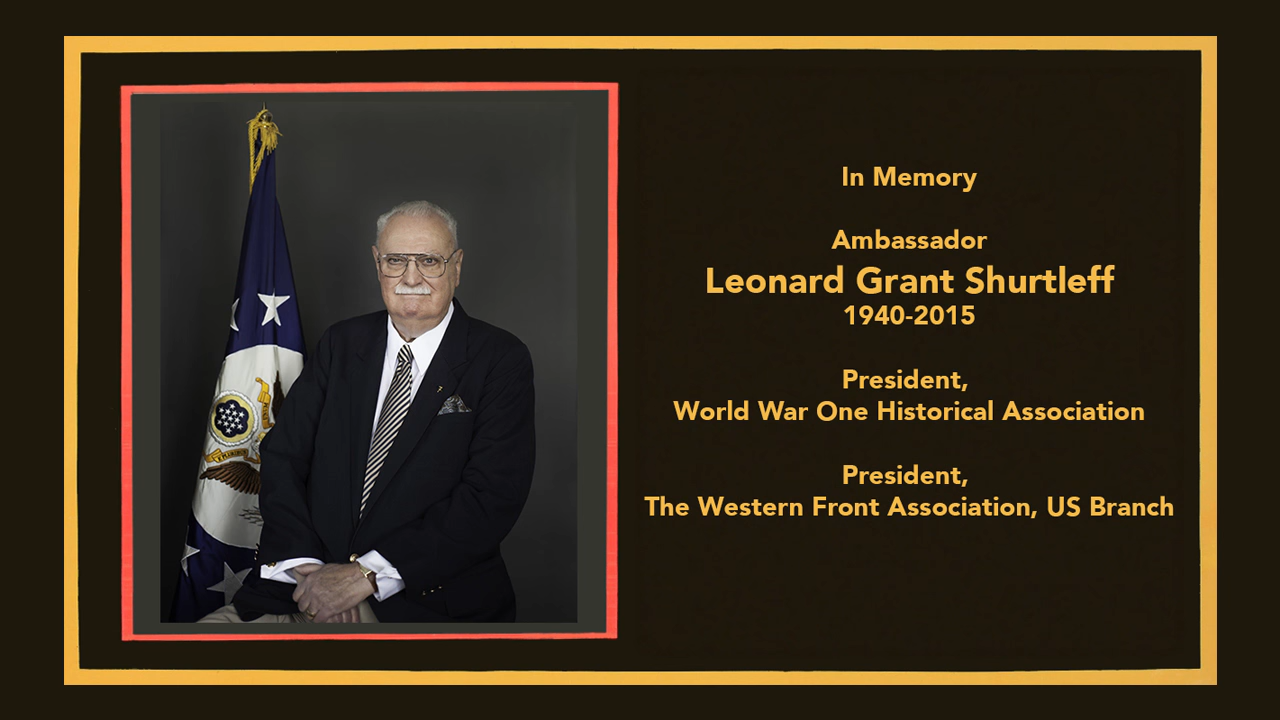 In Memory
Ambassador
Leonard Grant Shurtleff
1940-2015
President,
World War One Historical Association
President,
The Western Front Association, US Branch